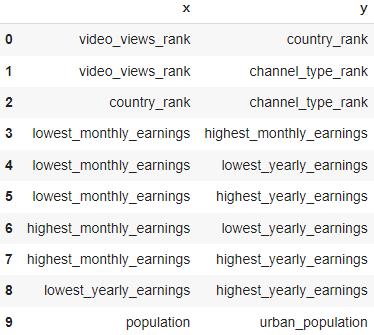 x y
0 video_views_rank country_rank
1 video_views_rank channel_type_rank
2 country_rank channel_type_rank
3 lowest_monthly_earnings highest_monthly_earnings
4 lowest_monthly_earnings lowest_yearly_earnings
5 lowest_monthly_earnings highest_yearly_earnings
6 highest_monthly_earnings lowest_yearly_earnings
7 highest_monthly_earnings highest_yearly_earnings
8 lowest_yearly_earnings highest_yearly_earnings
9 population urban_population